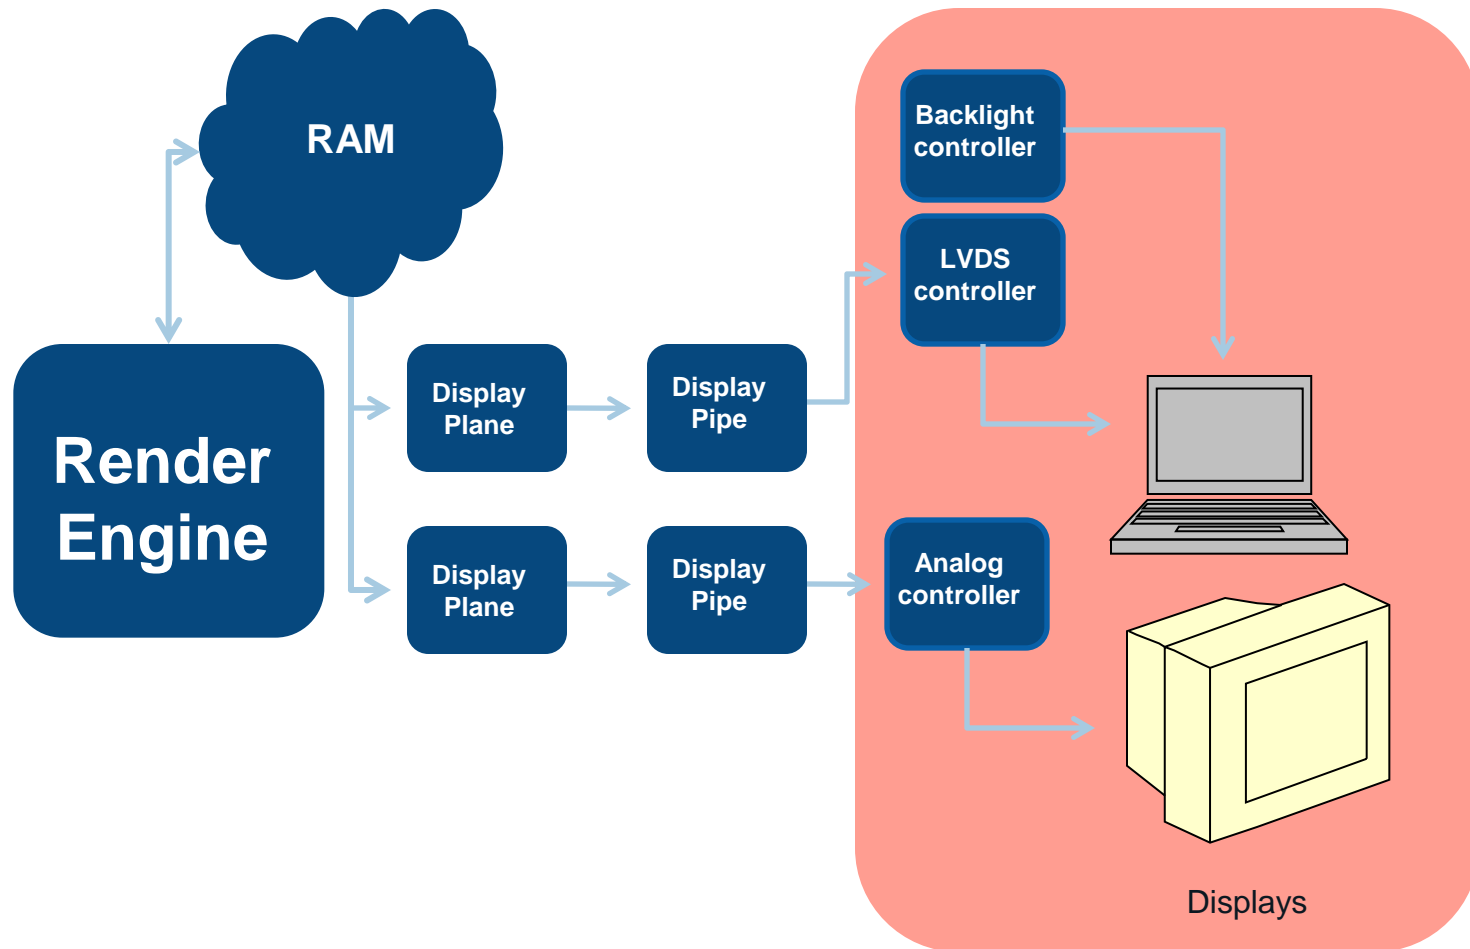 RAM
Render
Engine
Display
Plane
Display
Pipe
Display
Plane
Display
Pipe
Backlight
controller
LVDS
controller
Analog
controller
Displays